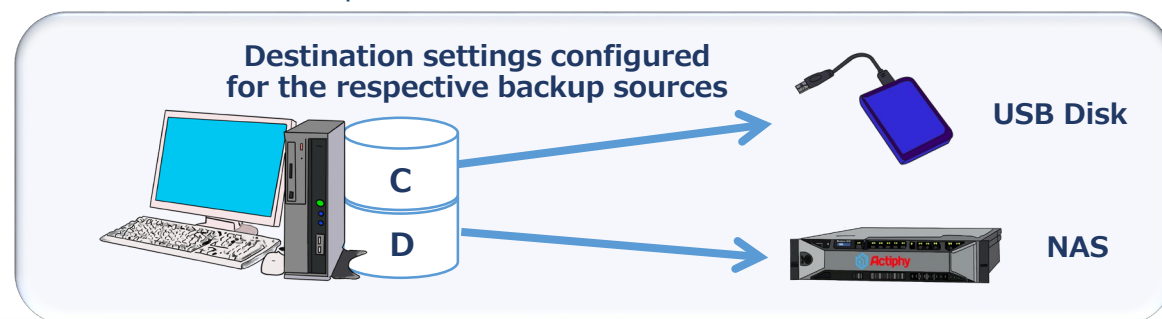 Destination settings configured
for the respective backup sources
USB Disk
C
D
NAS
Actiphy